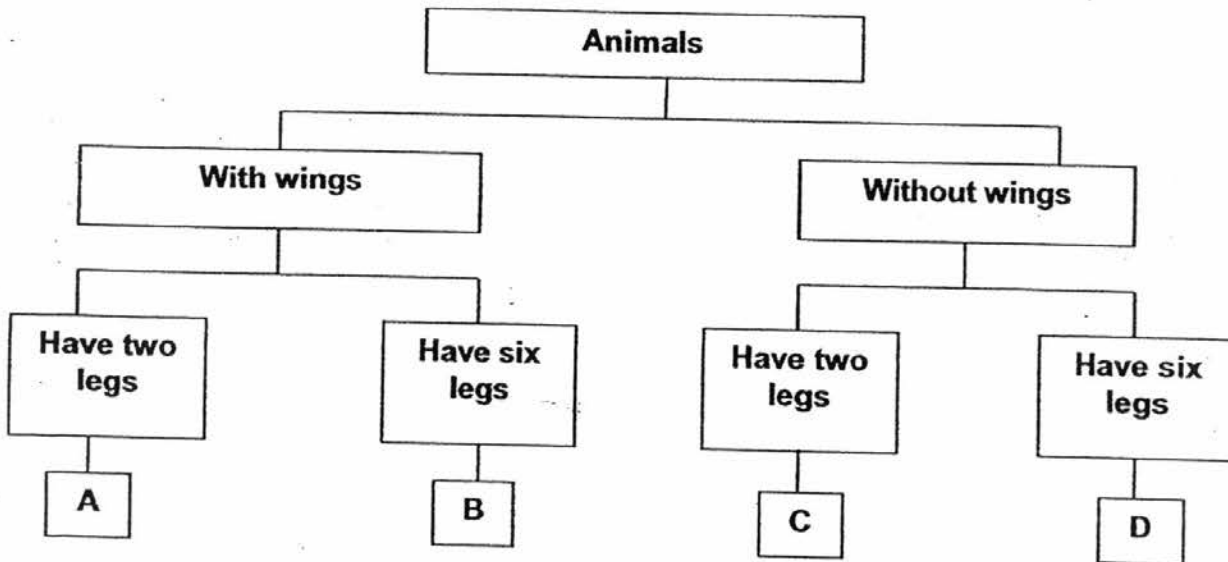 Animals
With wings
Without wings
Have two
legs
Have six
legs
Have two
legs
Have six
legs
A
B
C
D